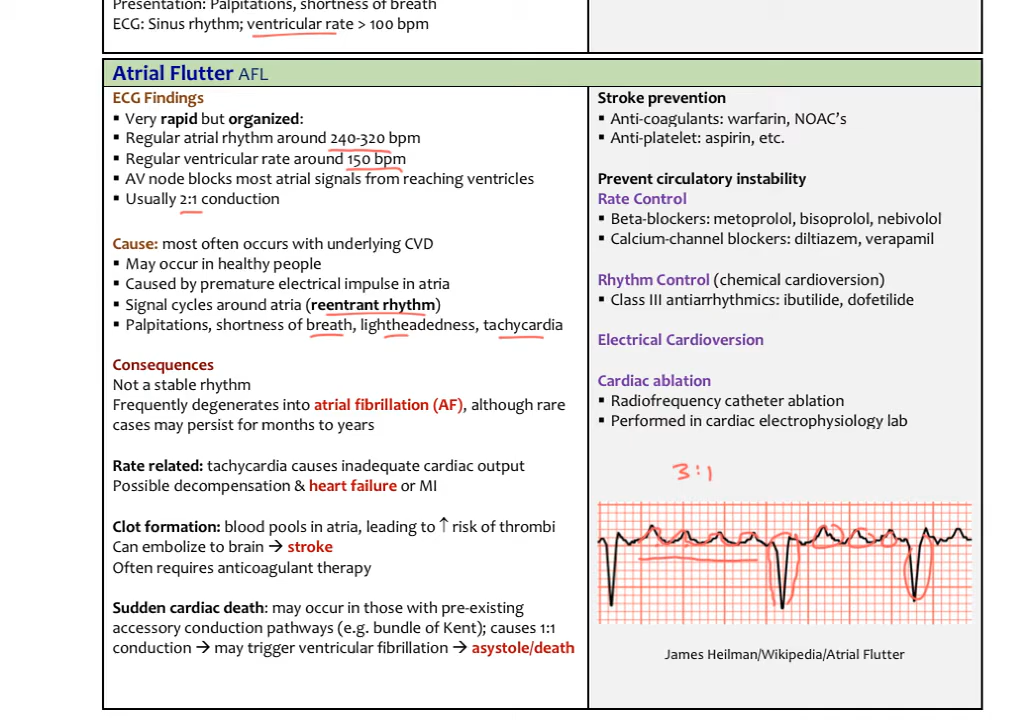 Presentation: Palpitations, shortness of breath
ECG: Sinus rhythm; ventricular rate > 100 bpm
Atrial Flutter AFL
ECG Findings
▪ Very rapid but organized:
▪ Regular atrial rhythm around 240-320 bpm
▪ Regular ventricular rate around 150 bpm
▪ AV node blocks most atrial signals from reaching ventricles
▪ Usually 2:1 conduction
Cause: most often occurs with underlying CVD
▪ May occur in healthy people
▪ Caused by premature electrical impulse in atria
▪ Signal cycles around atria (reentrant rhythm)
▪ Palpitations, shortness of breath, lightheadedness, tachycardia
Consequences
Not a stable rhythm
Frequently degenerates into atrial fibrillation (AF), although rare
cases may persist for months to years
Rate related: tachycardia causes inadequate cardiac output
Possible decompensation & heart failure or MI
Clot formation: blood pools in atria, leading to ↑ risk of thrombi
Can embolize to brain → stroke
Often requires anticoagulant therapy
Sudden cardiac death: may occur in those with pre-existing
accessory conduction pathways (e.g. bundle of Kent); causes 1:1
conduction → may trigger ventricular fibrillation → asystole/death
Stroke prevention
▪ Anti-coagulants: warfarin, NOAC's
▪ Anti-platelet: aspirin, etc.
Prevent circulatory instability
Rate Control
▪ Beta-blockers: metoprolol, bisoprolol, nebivolol
▪ Calcium-channel blockers: diltiazem, verapamil
Rhythm Control (chemical cardioversion)
▪ Class III antiarrhythmics: ibutilide, dofetilide
Electrical Cardioversion
Cardiac ablation
▪ Radiofrequency catheter ablation
▪ Performed in cardiac electrophysiology lab
3:1
James Heilman/Wikipedia/Atrial Flutter